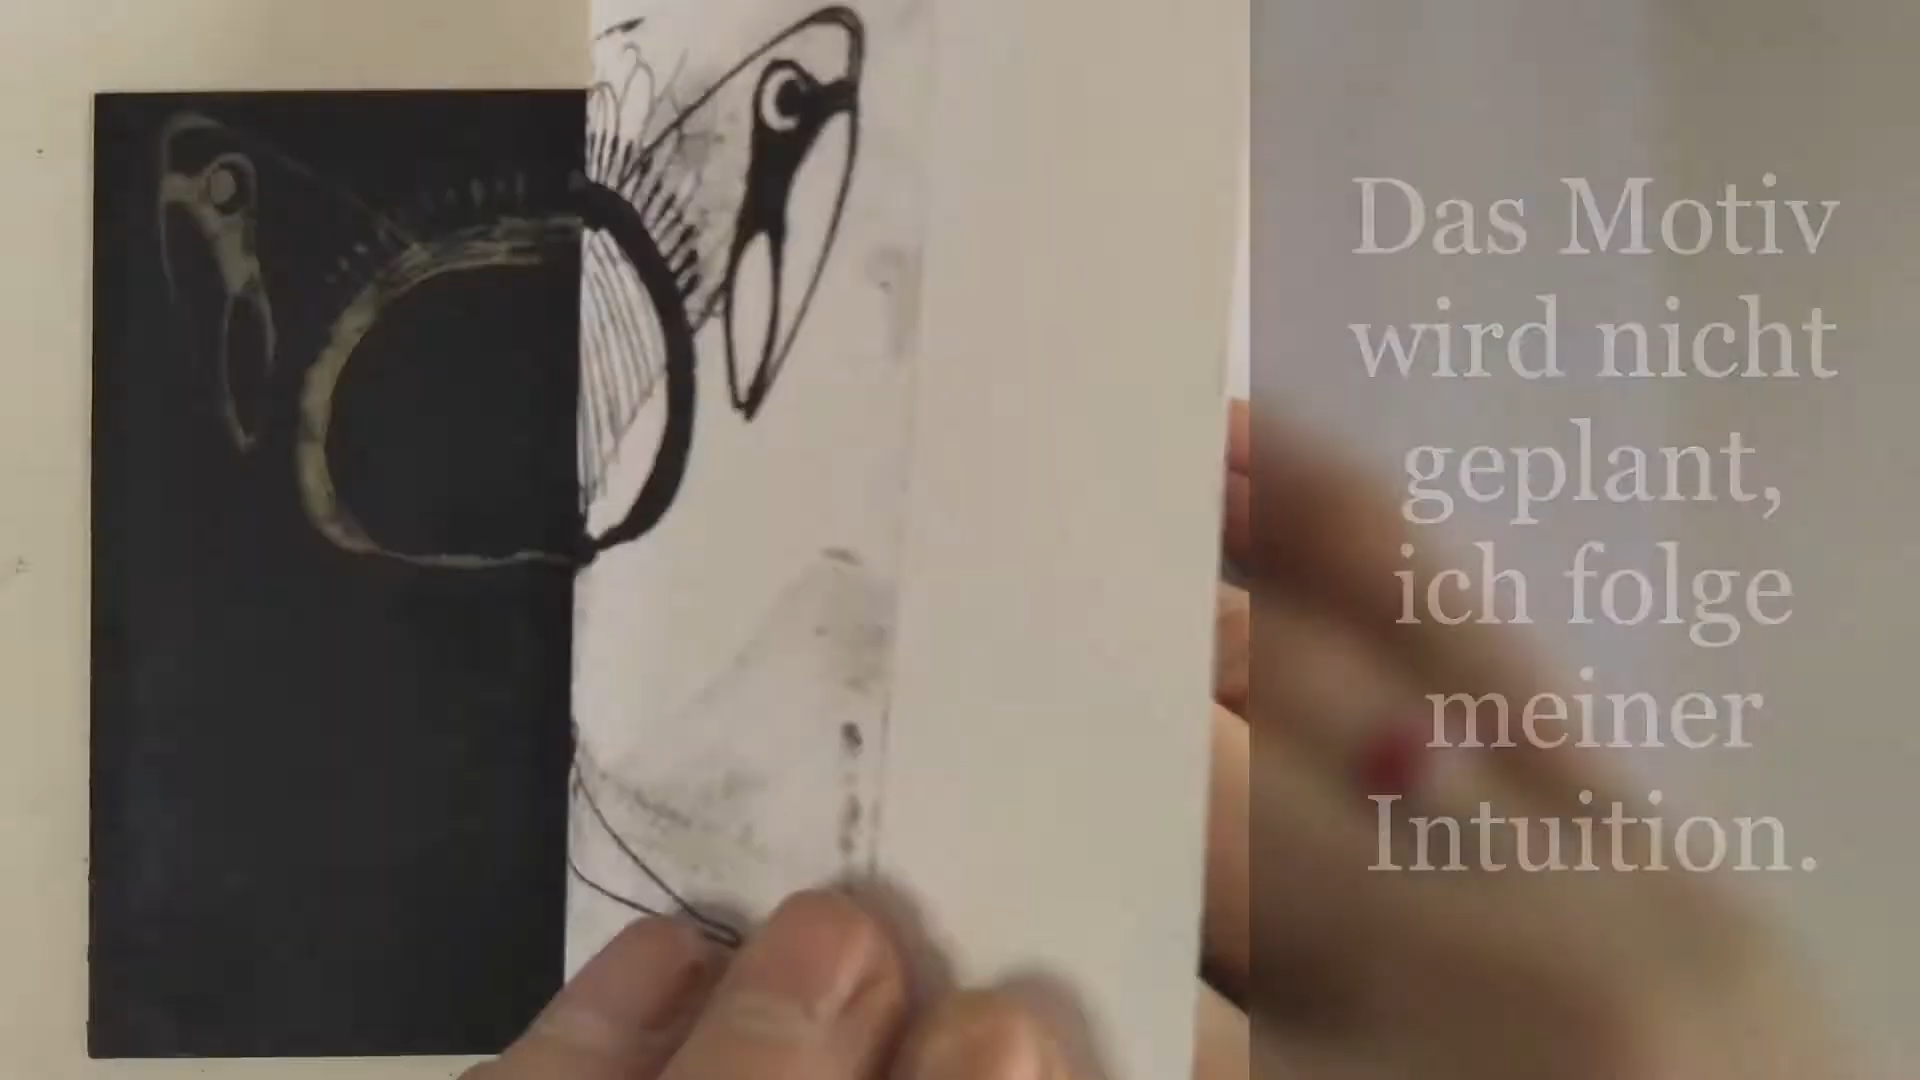 Das Motiv
wird nicht
geplant,
ich folge
meiner
Intuition.